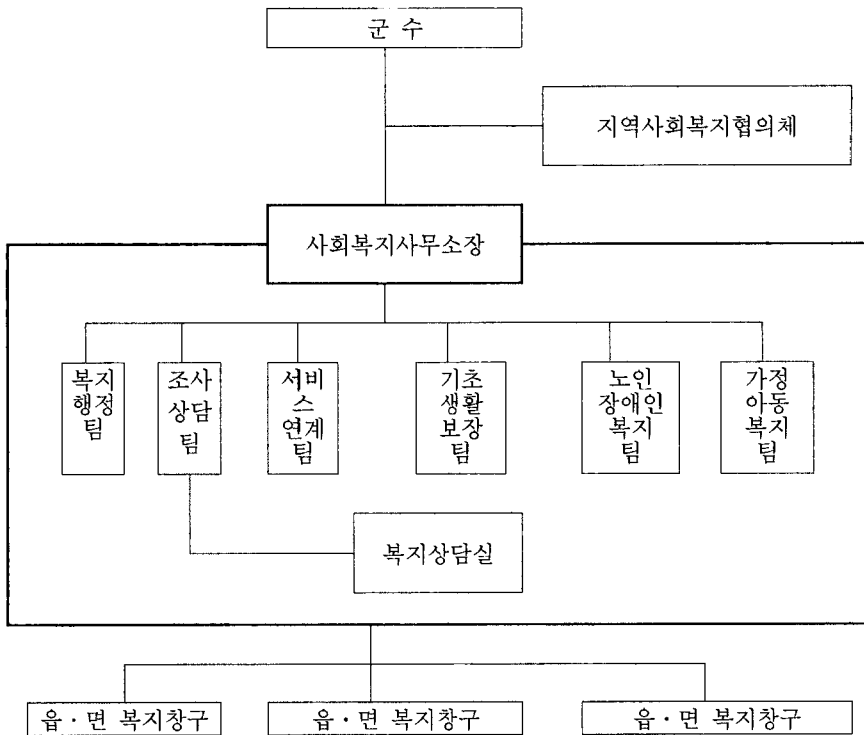 군 수
지역사회복지협의체
사회복지사무소장
복지
행정
팀
조사
상담
팀
서비
스
연계
팀
기초
생활
보장
팀
노인
장애인
복지
팀
가정
아동
복지
팀
복지상담실
읍·면 복지창구
읍·면 복지창구
읍·면 복지창구